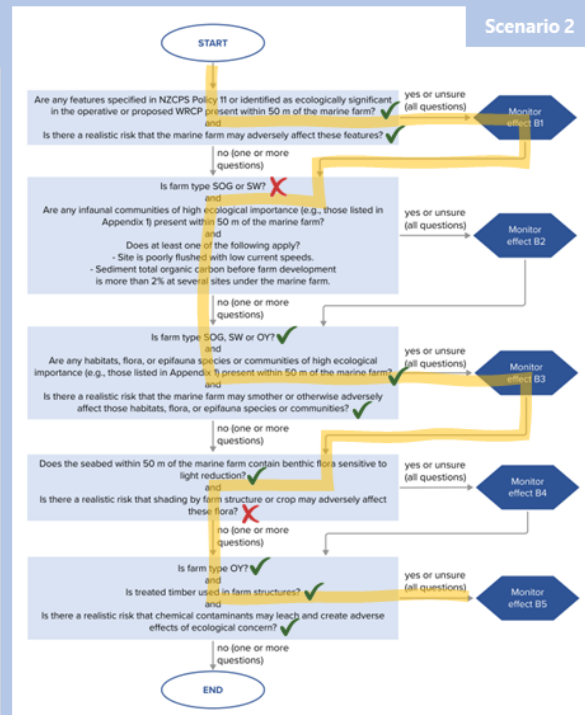 Scenario 2
START
Are any features specified in NZCPS Policy 11 or identified as ecologically significant
in the operative or proposed WRCP present within 50 m of the marine farm?
and
Is there a realistic risk that the marine farm may adversely affect these features?
yes or unsure
(all questions)
Monitor
effect B1
no (one or more
questions)
Is farm type SOG or SW?
and
Are any infaunal communities of high ecological importance (e.g., those listed in
Appendix 1) present within 50 m of the marine farm?
and
Does at least one of the following apply?
- Site is poorly flushed with low current speeds.
- Sediment total organic carbon before farm development
is more than 2% at several sites under the marine farm.
yes or unsure
(all questions)
Monitor
effect B2
no (one or more
questions)
Is farm type SOG, SW or OY?
and
Are any habitats, flora, or epifauna species or communities of high ecological
importance (e.g., those listed in Appendix 1) present within 50 m of the marine farm?
and
Is there a realistic risk that the marine farm may smother or otherwise adversely
affect those habitats, flora, or epifauna species or communities?
yes or unsure
(all questions)
Monitor
effect B3
no (one or more
questions)
Does the seabed within 50 m of the marine farm contain benthic flora sensitive to
light reduction?
and
Is there a realistic risk that shading by farm structure or crop may adversely affect
these flora?
yes or unsure
(all questions)
Monitor
effect B4
no (one or more
questions)
Is farm type OY?
and
Is treated timber used in farm structures?
and
Is there a realistic risk that chemical contaminants may leach and create adverse
effects of ecological concern?
yes or unsure
(all questions)
Monitor
effect B5
no (one or more
questions)
END